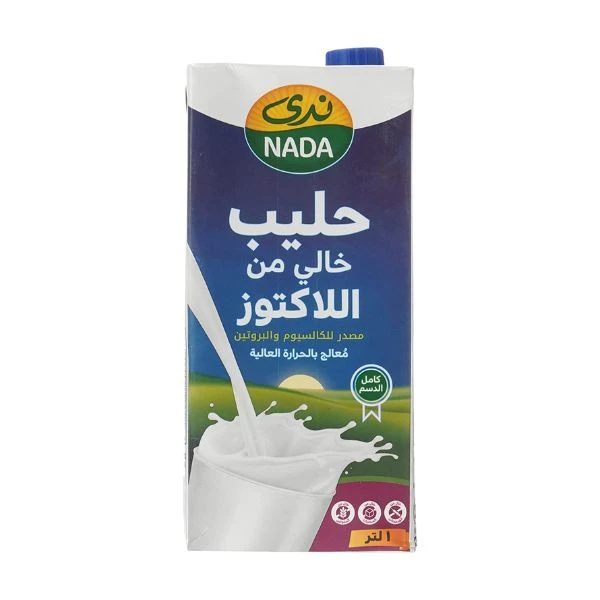 ندى
NADA
حليب
خالي من
اللاكتوز
مصدر للكالسيوم والبروتين
مُعالج بالحرارة العالية
كامل
الدسم
١ لتر